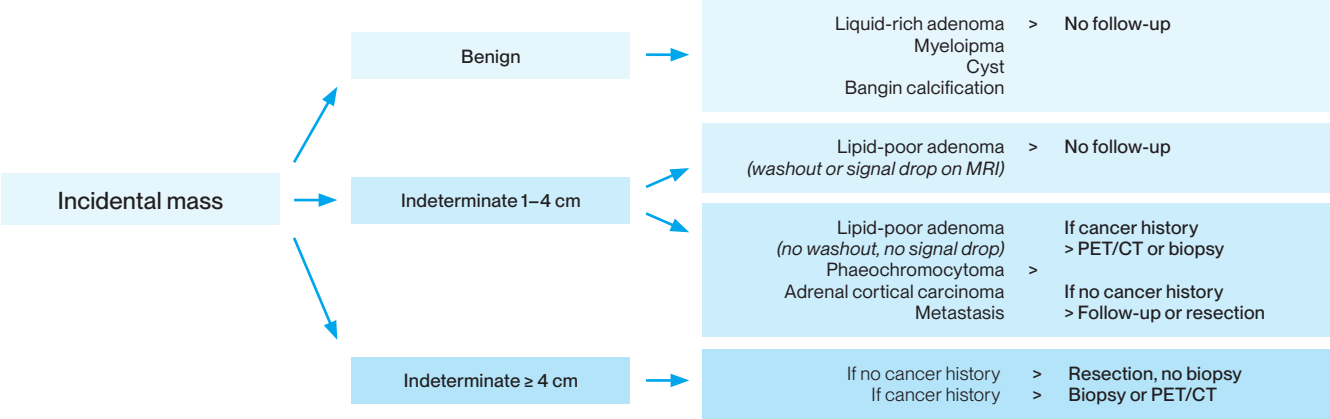 Incidental mass
Benign
Liquid-rich adenoma > No follow-up
Myeloipma
Cyst
Bangin calcification
Indeterminate 1–4 cm
Lipid-poor adenoma > No follow-up
(washout or signal drop on MRI)
Lipid-poor adenoma If cancer history
(no washout, no signal drop) > PET/CT or biopsy
Phaeochromocytoma >
Adrenal cortical carcinoma If no cancer history
Metastasis > Follow-up or resection
Indeterminate ≥ 4 cm
If no cancer history > Resection, no biopsy
If cancer history > Biopsy or PET/CT